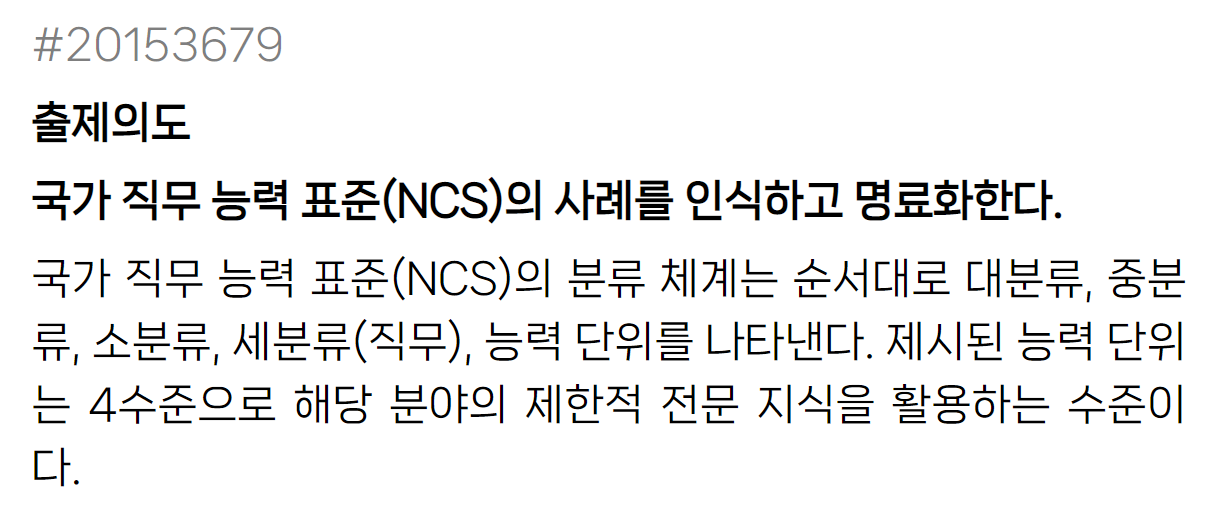 #20153679
출제의도
국가 직무 능력 표준(NCS)의 사례를 인식하고 명료화한다.
국가 직무 능력 표준(NCS)의 분류 체계는 순서대로 대분류, 중분
류, 소분류, 세분류(직무), 능력 단위를 나타낸다. 제시된 능력 단위
는 4수준으로 해당 분야의 제한적 전문 지식을 활용하는 수준이
다.